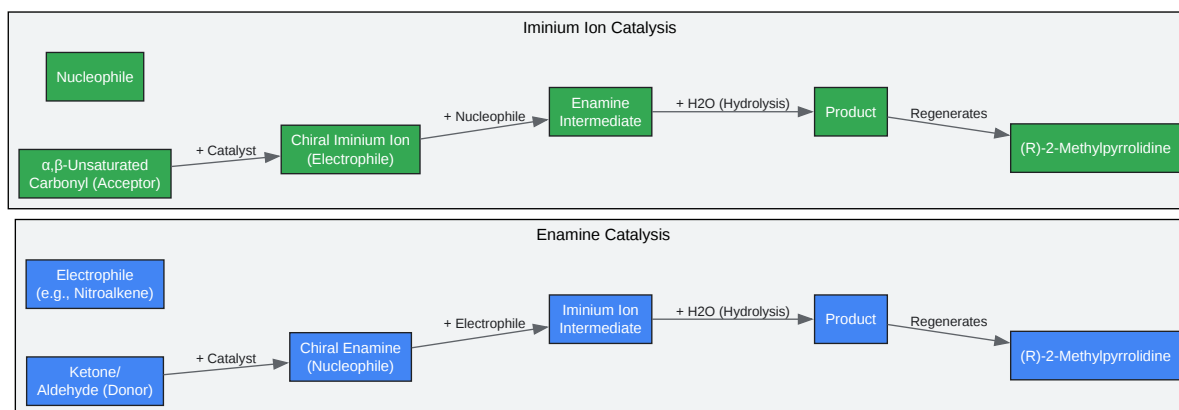 Iminium Ion Catalysis
Nucleophile
α,β-Unsaturated
Carbonyl (Acceptor)
+ Catalyst
Chiral Iminium Ion
(Electrophile)
+ Nucleophile
Enamine
Intermediate
+ H2O (Hydrolysis)
Product
Regenerates
(R)-2-Methylpyrrolidine
Enamine Catalysis
Electrophile
(e.g., Nitroalkene)
Ketone/
Aldehyde (Donor)
+ Catalyst
Chiral Enamine
(Nucleophile)
+ Electrophile
Iminium Ion
Intermediate
+ H2O (Hydrolysis)
Product
Regenerates
(R)-2-Methylpyrrolidine